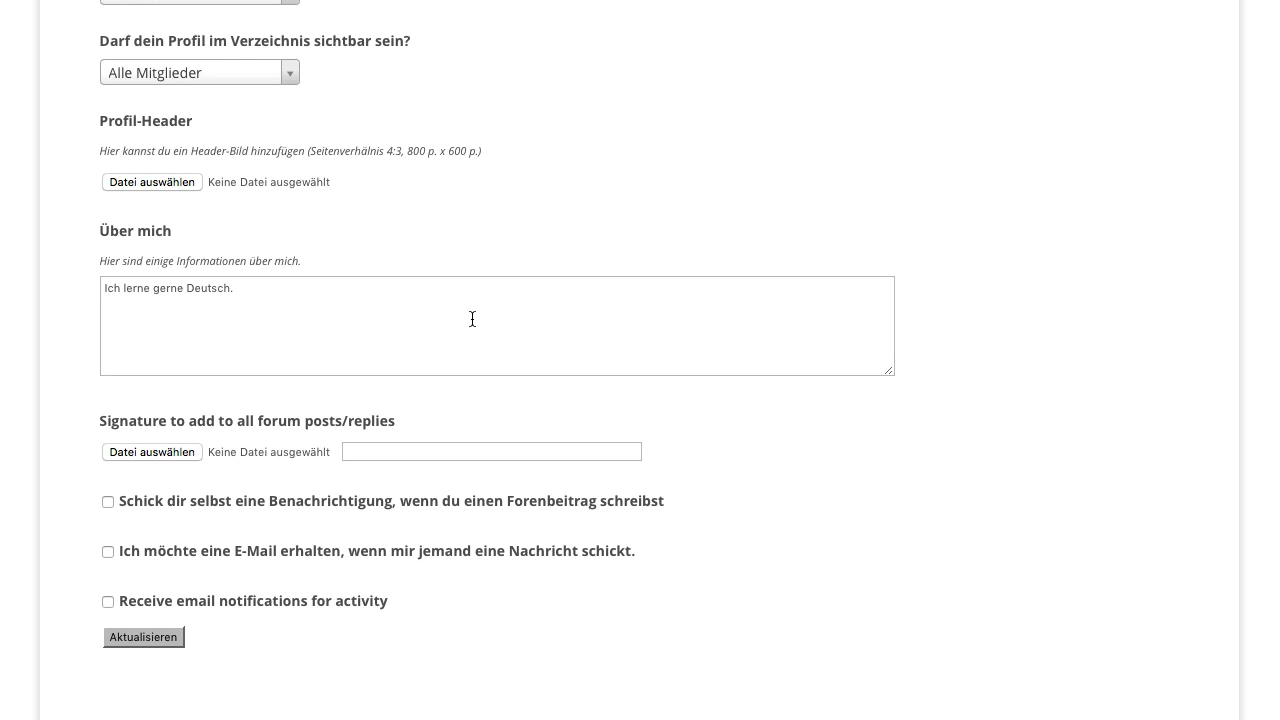 Darf dein Profil im Verzeichnis sichtbar sein?
Alle Mitglieder
Profil-Header
Hier kannst du ein Header-Bild hinzufügen (Seitenverhälnis 4:3, 800 p. x 600 p.)
Datei auswählen Keine Datei ausgewählt
Über mich
Hier sind einige Informationen über mich.
Ich lerne gerne Deutsch.
Signature to add to all forum posts/replies
Datei auswählen Keine Datei ausgewählt
Schick dir selbst eine Benachrichtigung, wenn du einen Forenbeitrag schreibst
Ich möchte eine E-Mail erhalten, wenn mir jemand eine Nachricht schickt.
Receive email notifications for activity
Aktualisieren